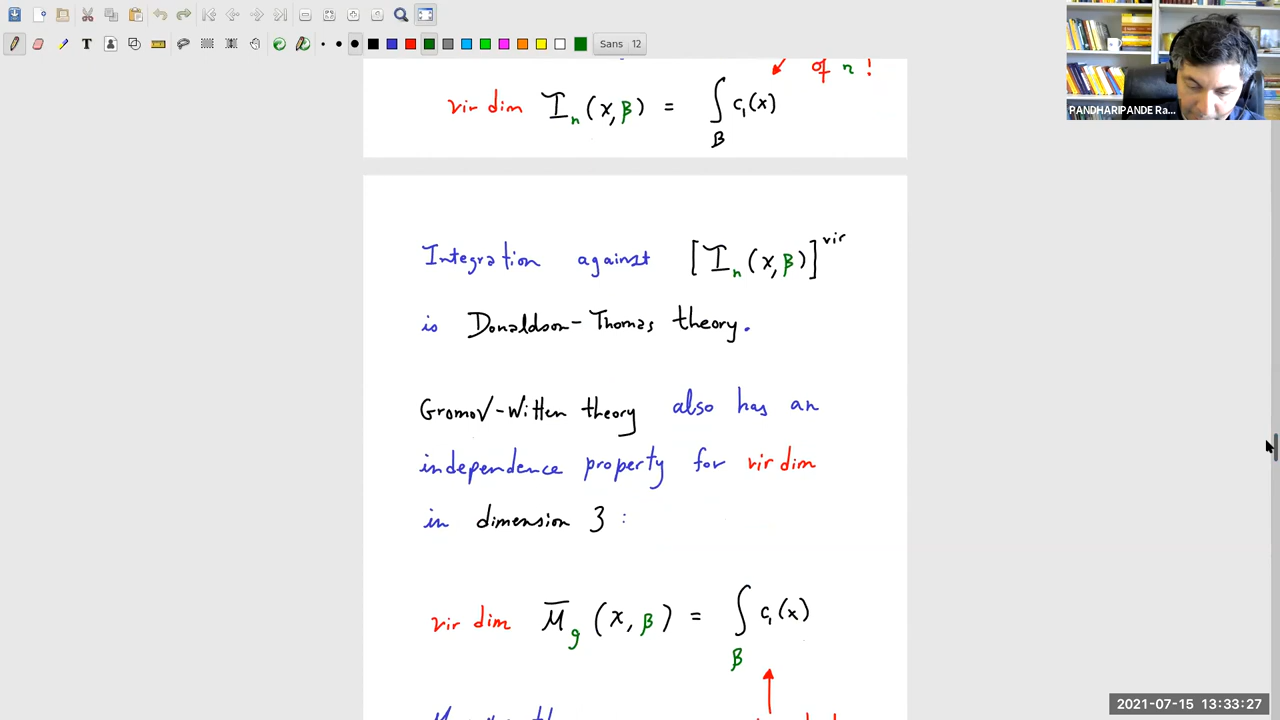 Sans 12
PANDHARIPANDE Ra...
of n !
vir dim I_n (X, β) = ∫_β c_1(X)
Integration against [I_n (X, β)]^vir
is Donaldson-Thomas theory.
Gromov-Witten theory also has an
independence property for vir dim
in dimension 3 :
vir dim M̄_g (X, β) = ∫_β c_1(X)
2021-07-15 13:33:27